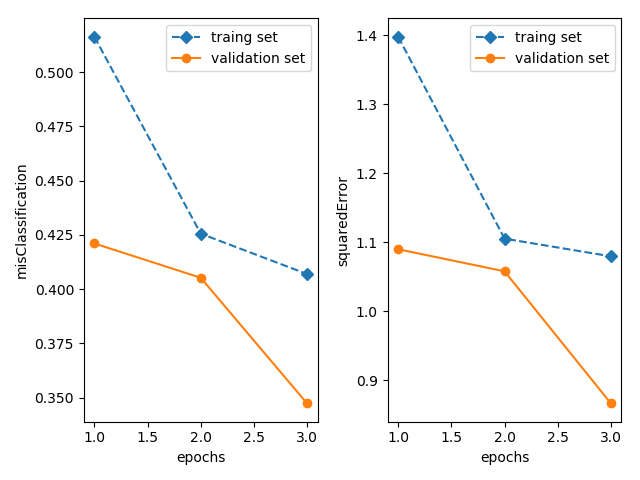 traing set
validation set
0.500
0.475
0.450
0.425
0.400
0.375
0.350
misClassification
1.0 1.5 2.0 2.5 3.0
epochs
traing set
validation set
1.4
1.3
1.2
1.1
1.0
0.9
squaredError
1.0 1.5 2.0 2.5 3.0
epochs